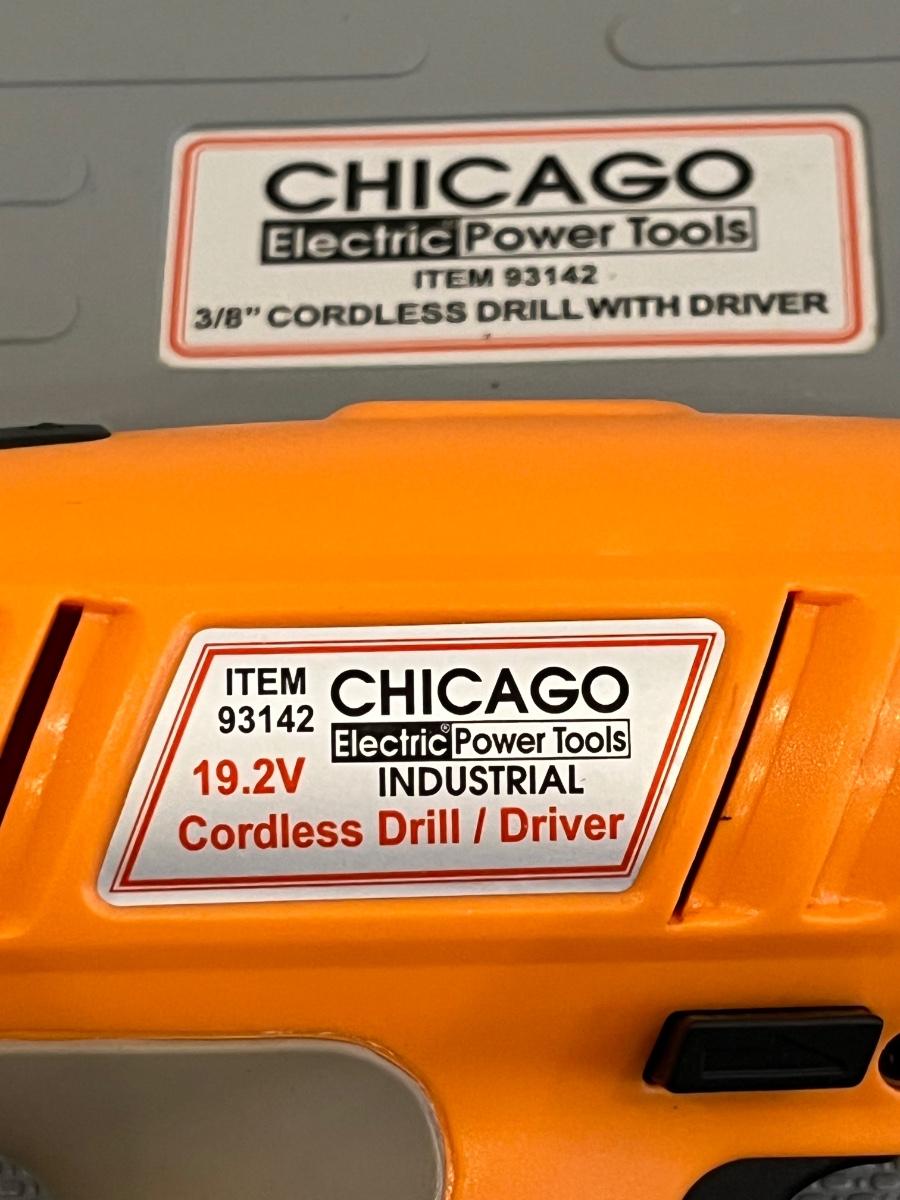 CHICAGO
Electric Power Tools
ITEM 93142
3/8" CORDLESS DRILL WITH DRIVER
ITEM
93142
CHICAGO
Electric® Power Tools
INDUSTRIAL
19.2V
Cordless Drill / Driver